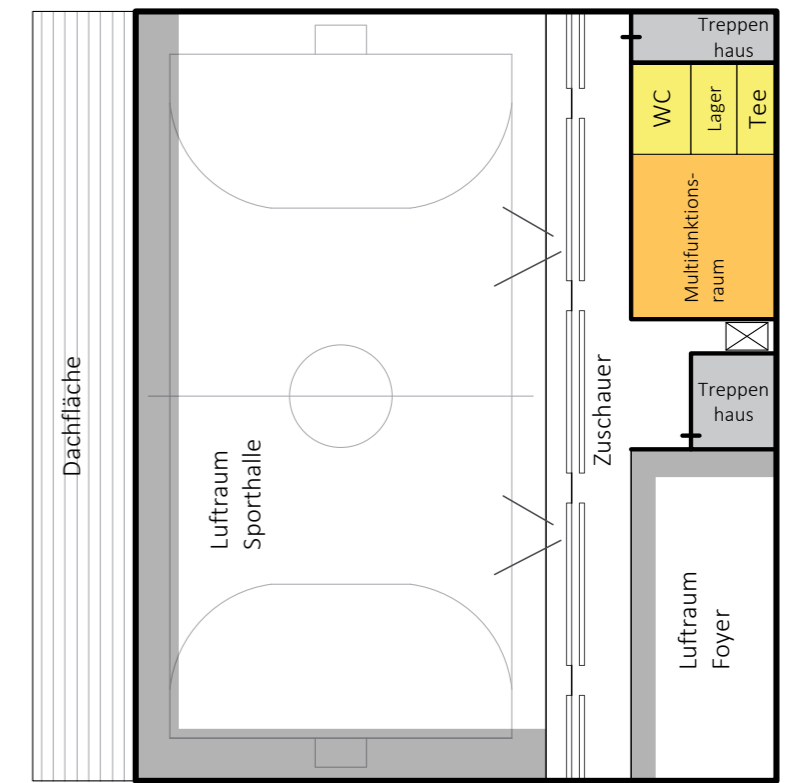 Treppen
haus
WC
Lager
Tee
Multifunktions-
raum
Dachfläche
Luftraum
Sporthalle
Zuschauer
Treppen
haus
Luftraum
Foyer